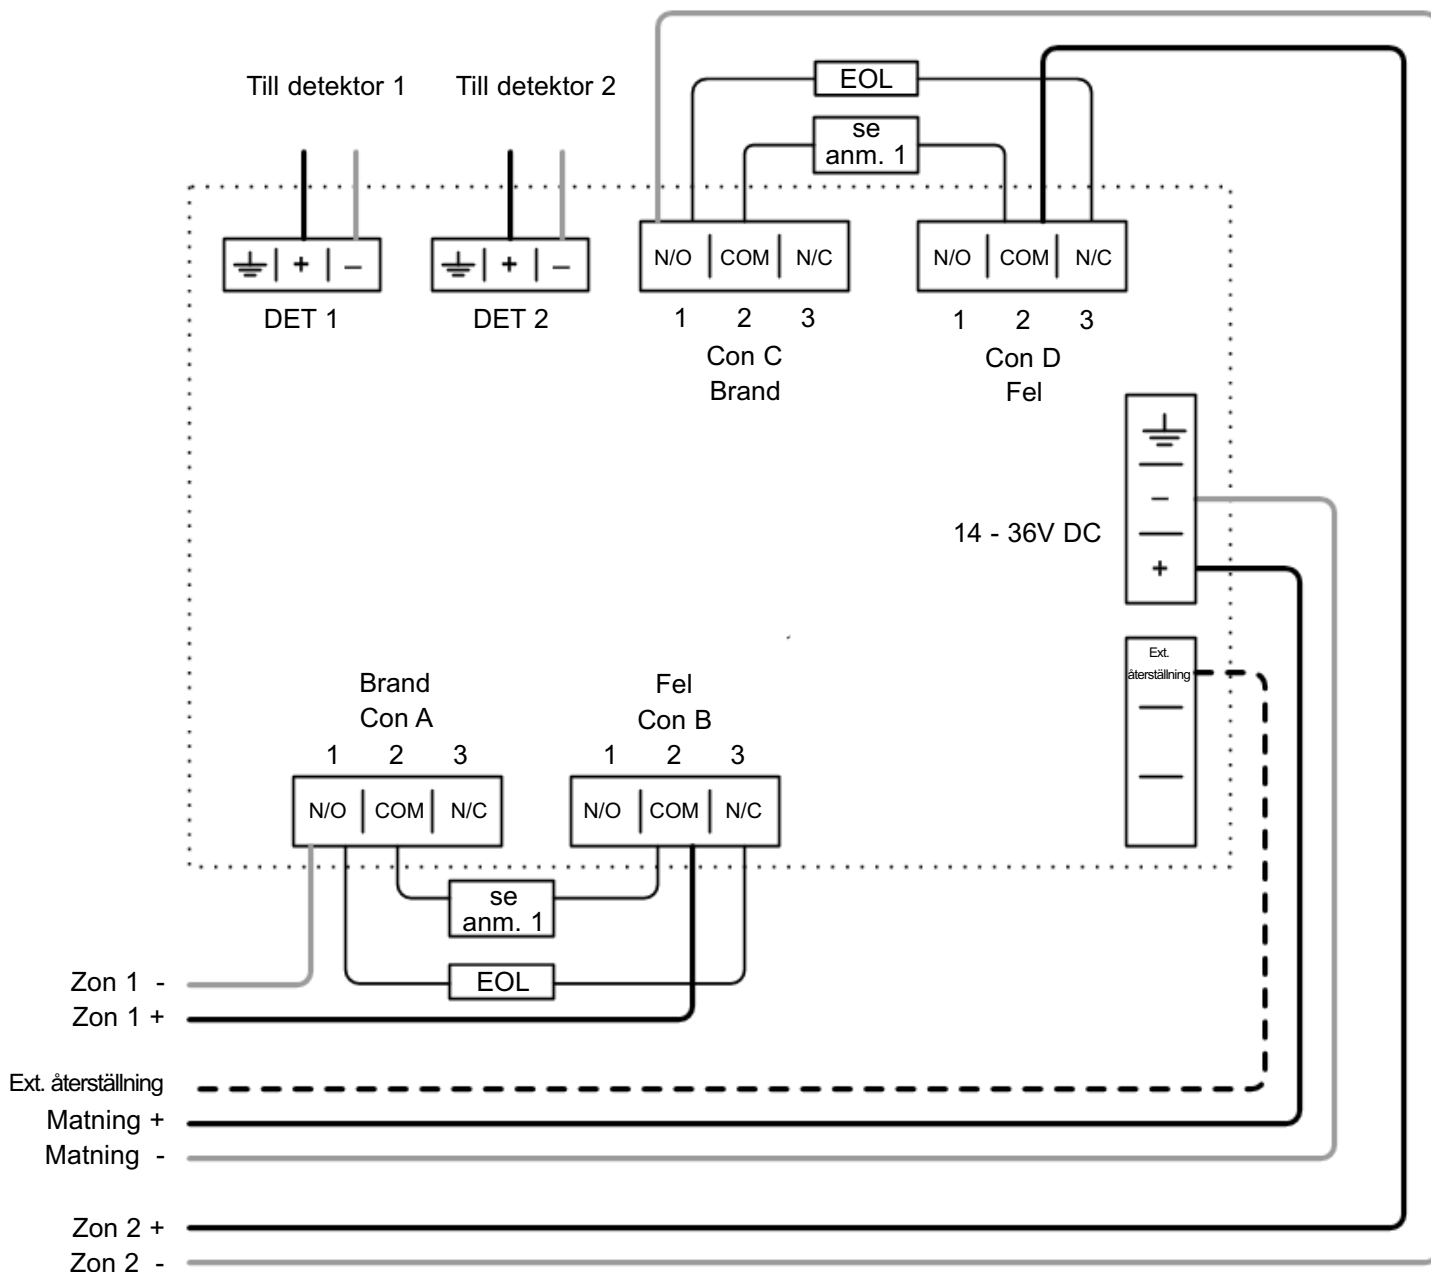 Till detektor 1
Till detektor 2
EOL
se
anm. 1
+ −
DET 1
+ −
DET 2
N/O COM N/C
1 2 3
Con C
Brand
N/O COM N/C
1 2 3
Con D
Fel
−
14 - 36V DC
+
Ext.
återställning
Brand
Con A
1 2 3
N/O COM N/C
Fel
Con B
1 2 3
N/O COM N/C
se
anm. 1
EOL
Zon 1 -
Zon 1 +
Ext. återställning
Matning +
Matning -
Zon 2 +
Zon 2 -